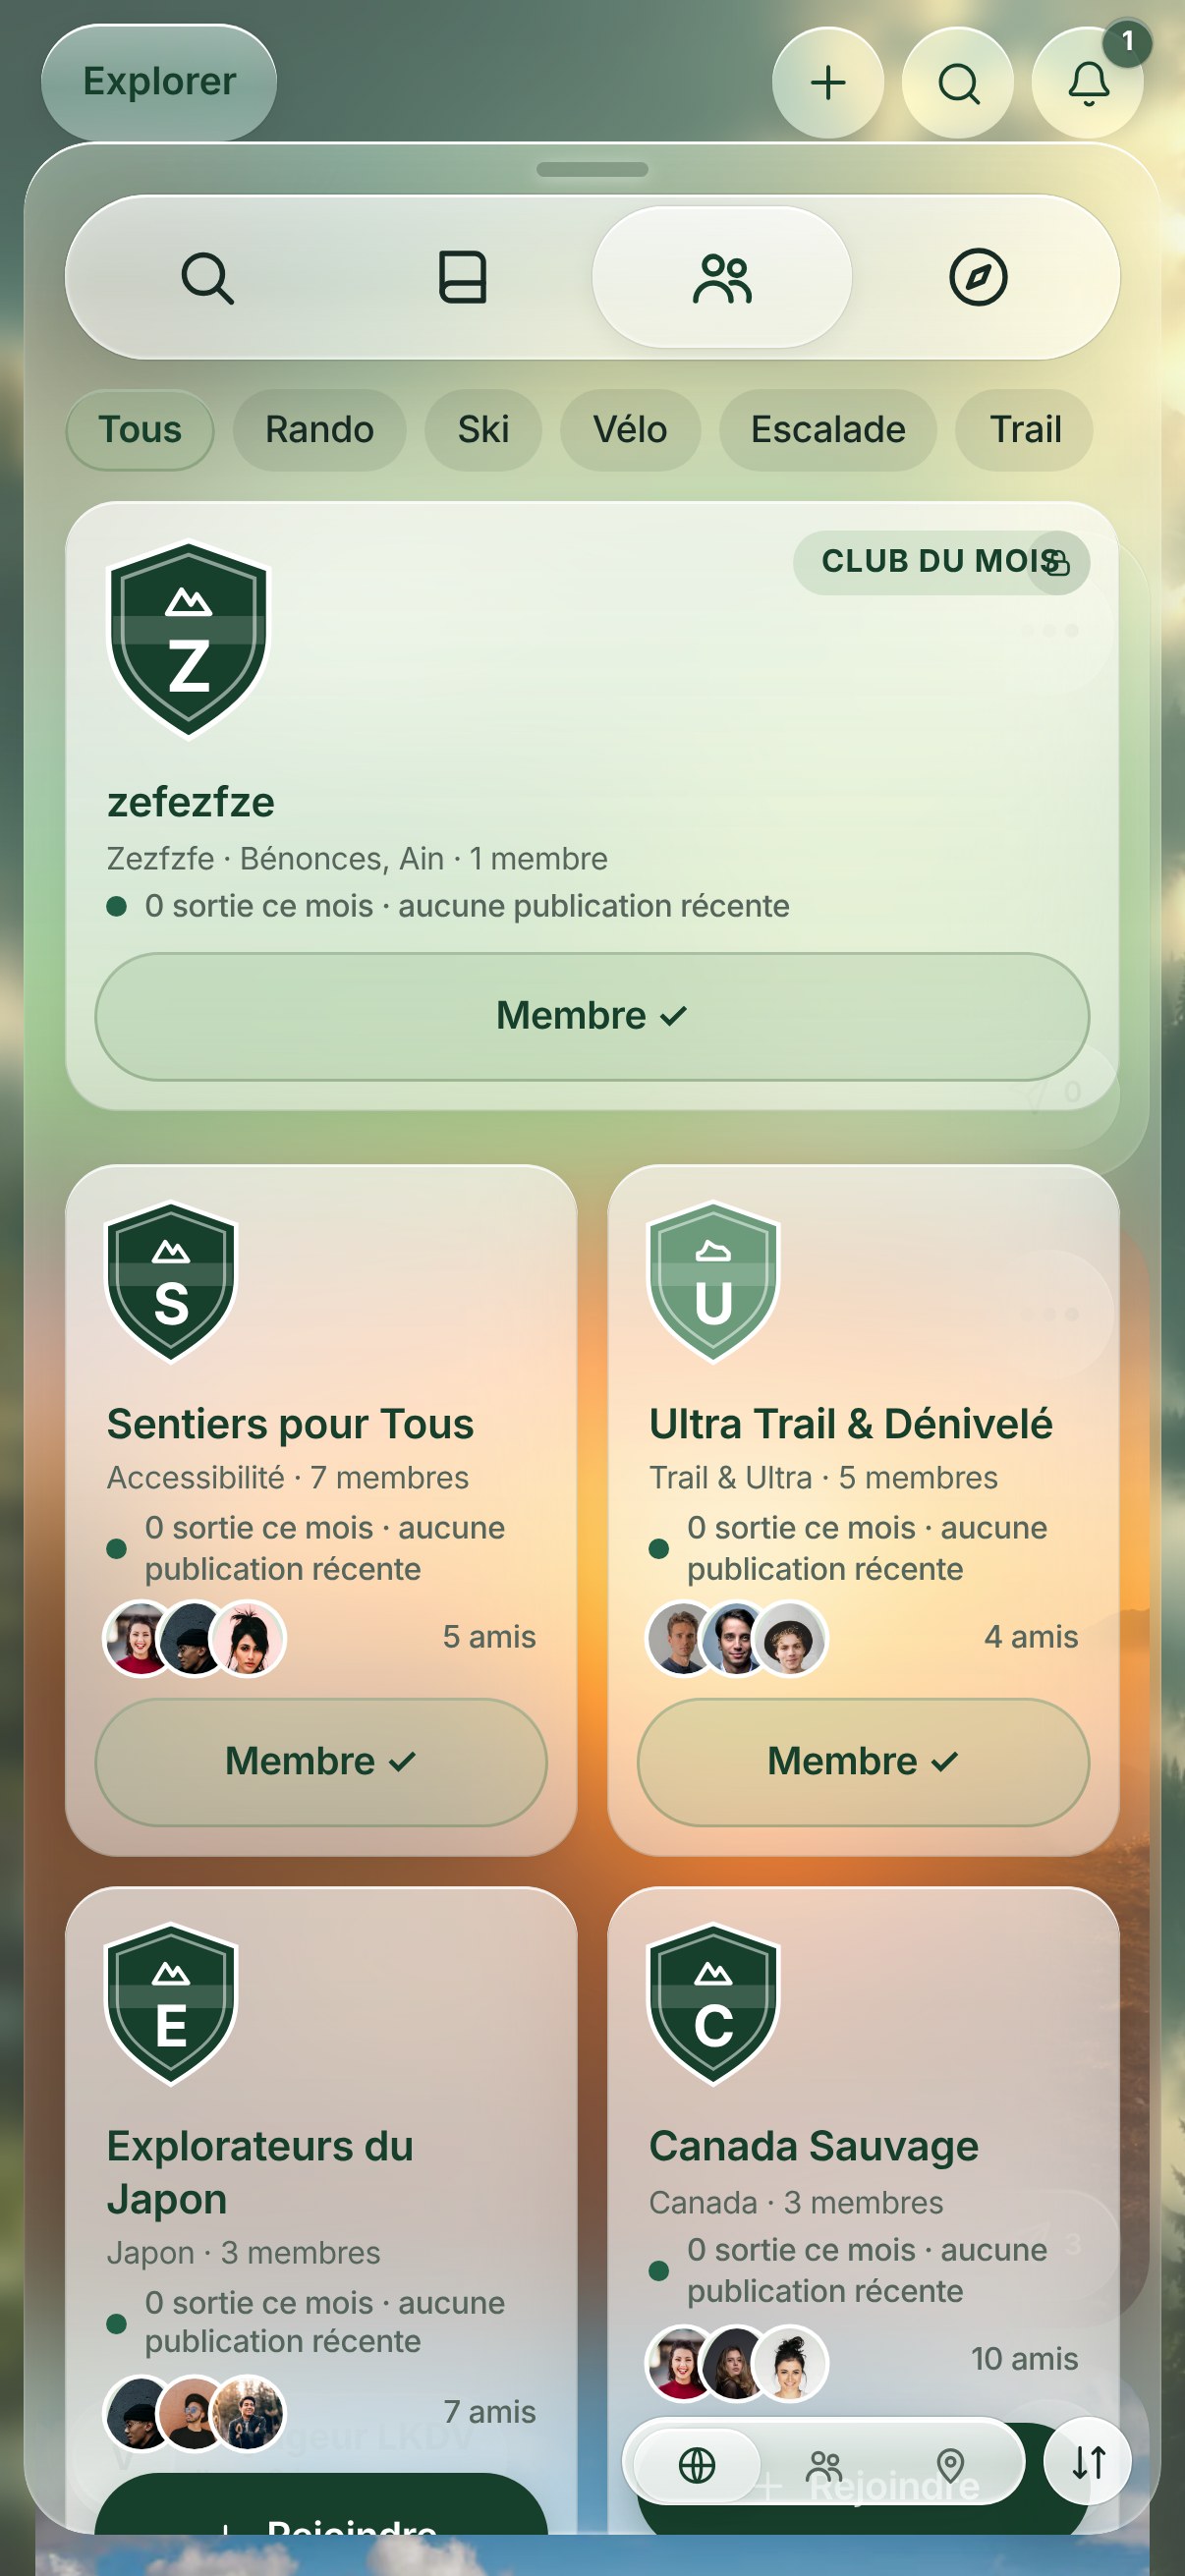 Explorer
1
Tous
Rando
Ski
Vélo
Escalade
Trail
CLUB DU MOIS
Z
zefezfze
Zezfzfe · Bénonces, Ain · 1 membre
0 sortie ce mois · aucune publication récente
Membre ✓
0
S
Sentiers pour Tous
Accessibilité · 7 membres
0 sortie ce mois · aucune
publication récente
5 amis
Membre ✓
U
Ultra Trail & Dénivelé
Trail & Ultra · 5 membres
0 sortie ce mois · aucune
publication récente
4 amis
Membre ✓
E
Explorateurs du
Japon
Japon · 3 membres
0 sortie ce mois · aucune
publication récente
7 amis
+ Rejoindre
C
Canada Sauvage
Canada · 3 membres
0 sortie ce mois · aucune
publication récente
3
10 amis
+ Rejoindre
LKDV